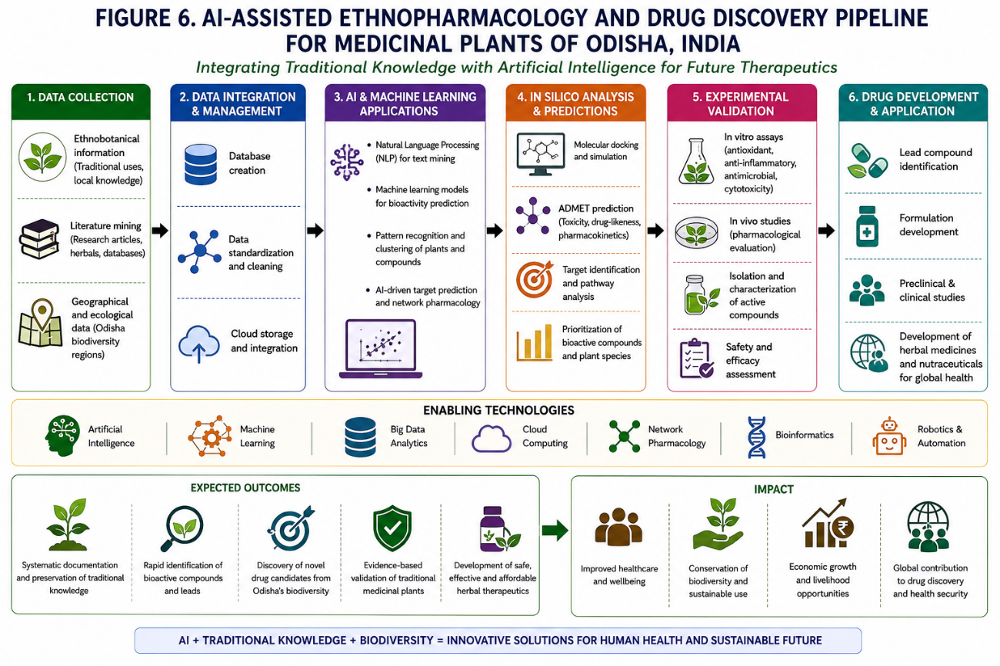 FIGURE 6. AI-ASSISTED ETHNOPHARMACOLOGY AND DRUG DISCOVERY PIPELINE
FOR MEDICINAL PLANTS OF ODISHA, INDIA
Integrating Traditional Knowledge with Artificial Intelligence for Future Therapeutics
1. DATA COLLECTION
Ethnobotanical
information
(Traditional uses,
local knowledge)
Literature mining
(Research articles,
herbals, databases)
Geographical
and ecological
data (Odisha
biodiversity
regions)
2. DATA INTEGRATION
& MANAGEMENT
Database
creation
Data
standardization
and cleaning
Cloud storage
and integration
3. AI & MACHINE LEARNING
APPLICATIONS
• Natural Language Processing
(NLP) for text mining
• Machine learning models
for bioactivity prediction
• Pattern recognition and
clustering of plants and
compounds
• AI-driven target prediction
and network pharmacology
4. IN SILICO ANALYSIS
& PREDICTIONS
Molecular docking
and simulation
ADMET prediction
(Toxicity, drug-likeness,
pharmacokinetics)
Target identification
and pathway
analysis
Prioritization of
bioactive compounds
and plant species
5. EXPERIMENTAL
VALIDATION
In vitro assays
(antioxidant,
anti-inflammatory,
antimicrobial,
cytotoxicity)
In vivo studies
(pharmacological
evaluation)
Isolation and
characterization
of active
compounds
Safety and
efficacy
assessment
6. DRUG DEVELOPMENT
& APPLICATION
Lead compound
identification
Formulation
development
Preclinical &
clinical studies
Development of
herbal medicines
and nutraceuticals
for global health
ENABLING TECHNOLOGIES
Artificial
Intelligence
Machine
Learning
Big Data
Analytics
Cloud
Computing
Network
Pharmacology
Bioinformatics
Robotics &
Automation
EXPECTED OUTCOMES
Systematic documentation
and preservation of traditional
knowledge
Rapid identification of
bioactive compounds
and leads
Discovery of novel
drug candidates from
Odisha's biodiversity
Evidence-based
validation of traditional
medicinal plants
Development of safe,
effective and affordable
herbal therapeutics
IMPACT
Improved healthcare
and wellbeing
Conservation of
biodiversity and
sustainable use
₹
Economic growth
and livelihood
opportunities
Global contribution
to drug discovery
and health security
AI + TRADITIONAL KNOWLEDGE + BIODIVERSITY = INNOVATIVE SOLUTIONS FOR HUMAN HEALTH AND SUSTAINABLE FUTURE